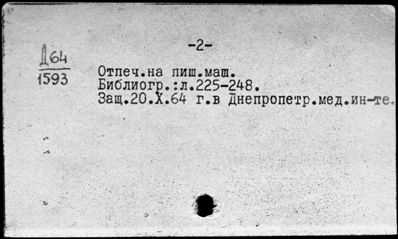 -2-
Д64
1593
Отпеч.на пиш.маш.
Библиогр.:л.225-248.
Защ.20.X.64 г.в Днепропетр.мед.ин-те.